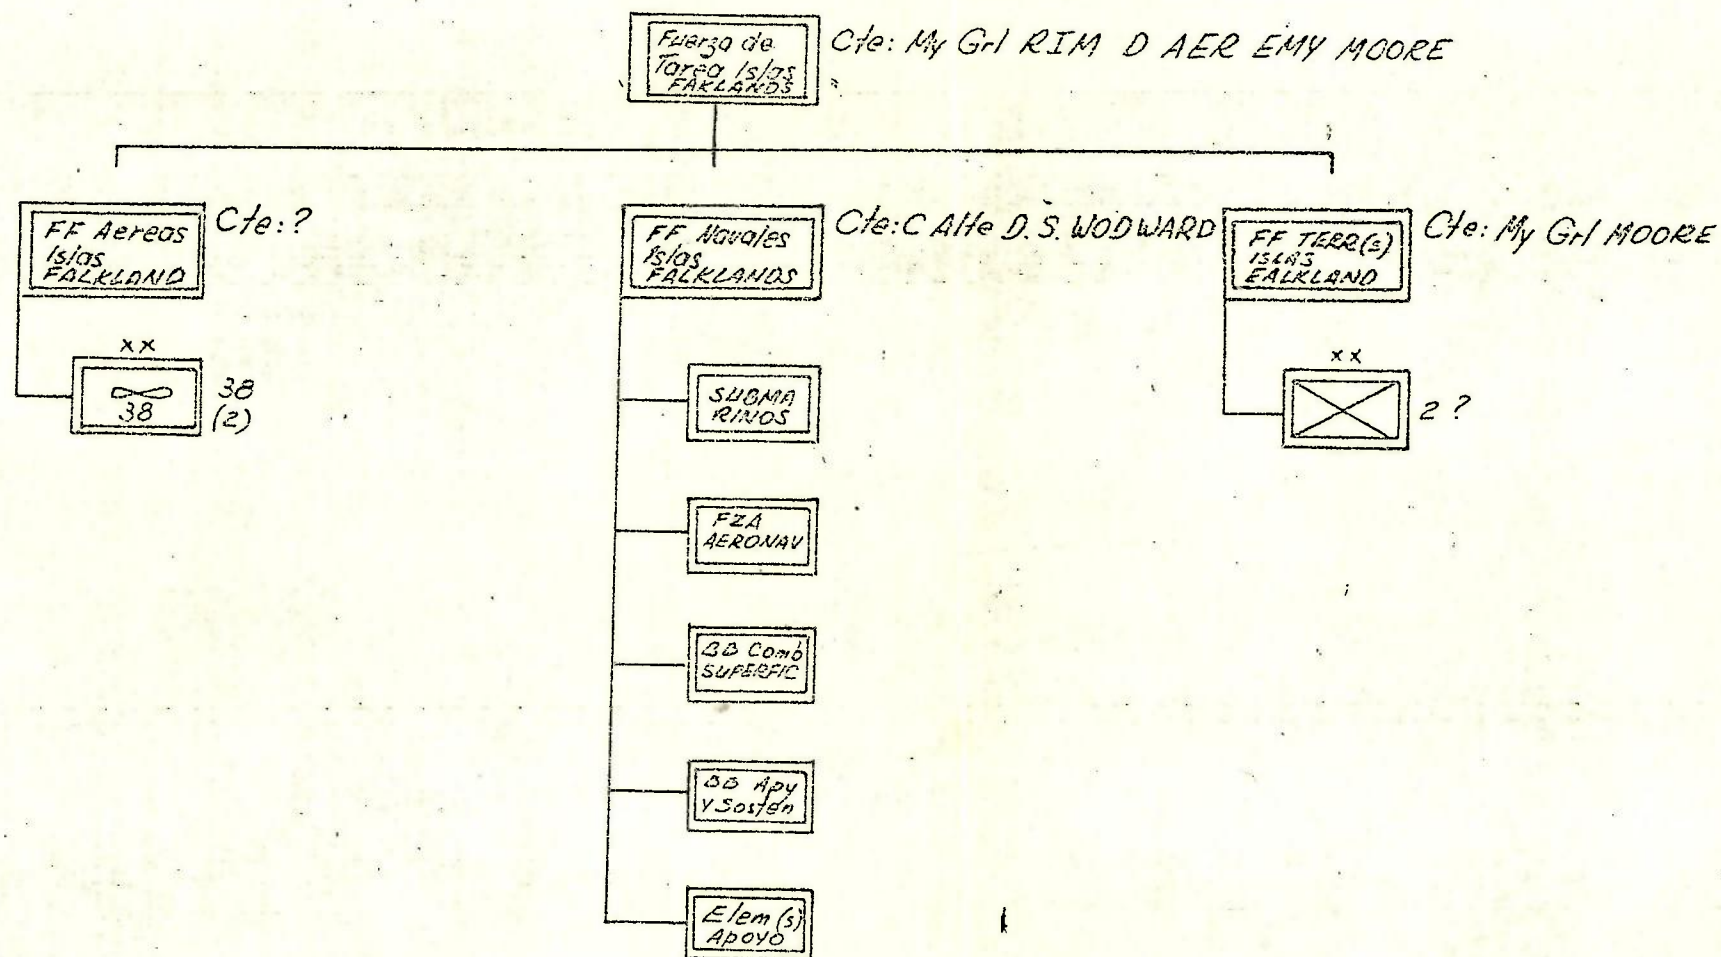 Fuerza de
Tarea Islas
FAKLANDS
Cte: My Grl RIM D AER EMY MOORE
FF Aereas
Islas
FALKLAND
Cte: ?
xx
38
38
(2)
FF Navales
Islas
FALKLANDS
Cte: C Alte D.S. WODWARD
SUBMA
RINOS
FZA
AERONAV
BB Comb
SUPERFIC
BB Apy
y Sosten
Elem (s)
APOYO
FF TERR(s)
ISLAS
FALKLAND
Cte: My Grl MOORE
xx
2 ?